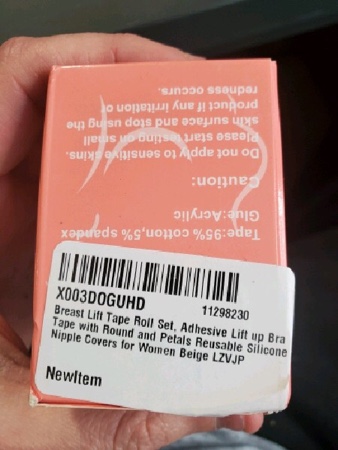 Tape:95% cotton,5% spandex
Glue:Acrylic
Caution:
Do not apply to sensitive skins.
Please start testing on small
skin surface and stop using the
product if any irritation or
redness occurs.
X003DOGUHD 11298230
Breast Lift Tape Roll Set, Adhesive Lift up Bra
Tape with Round and Petals Reusable Silicone
Nipple Covers for Women Beige LZVJP
NewItem